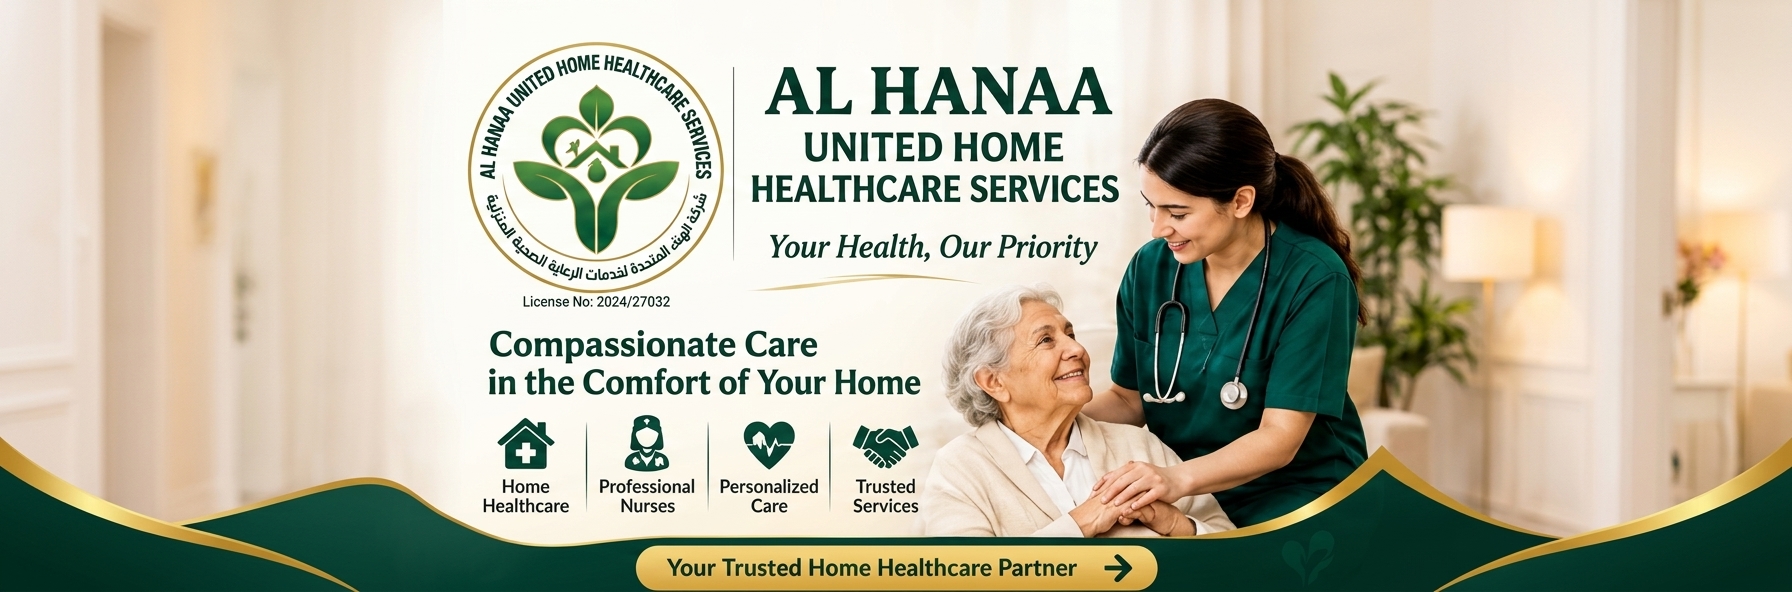 AL HANAA UNITED HOME HEALTHCARE SERVICES
شركة الهناء المتحدة لخدمات الرعاية الصحية المنزلية
License No: 2024/27032
AL HANAA
UNITED HOME
HEALTHCARE SERVICES
Your Health, Our Priority
Compassionate Care
in the Comfort of Your Home
Home
Healthcare
Professional
Nurses
Personalized
Care
Trusted
Services
Your Trusted Home Healthcare Partner